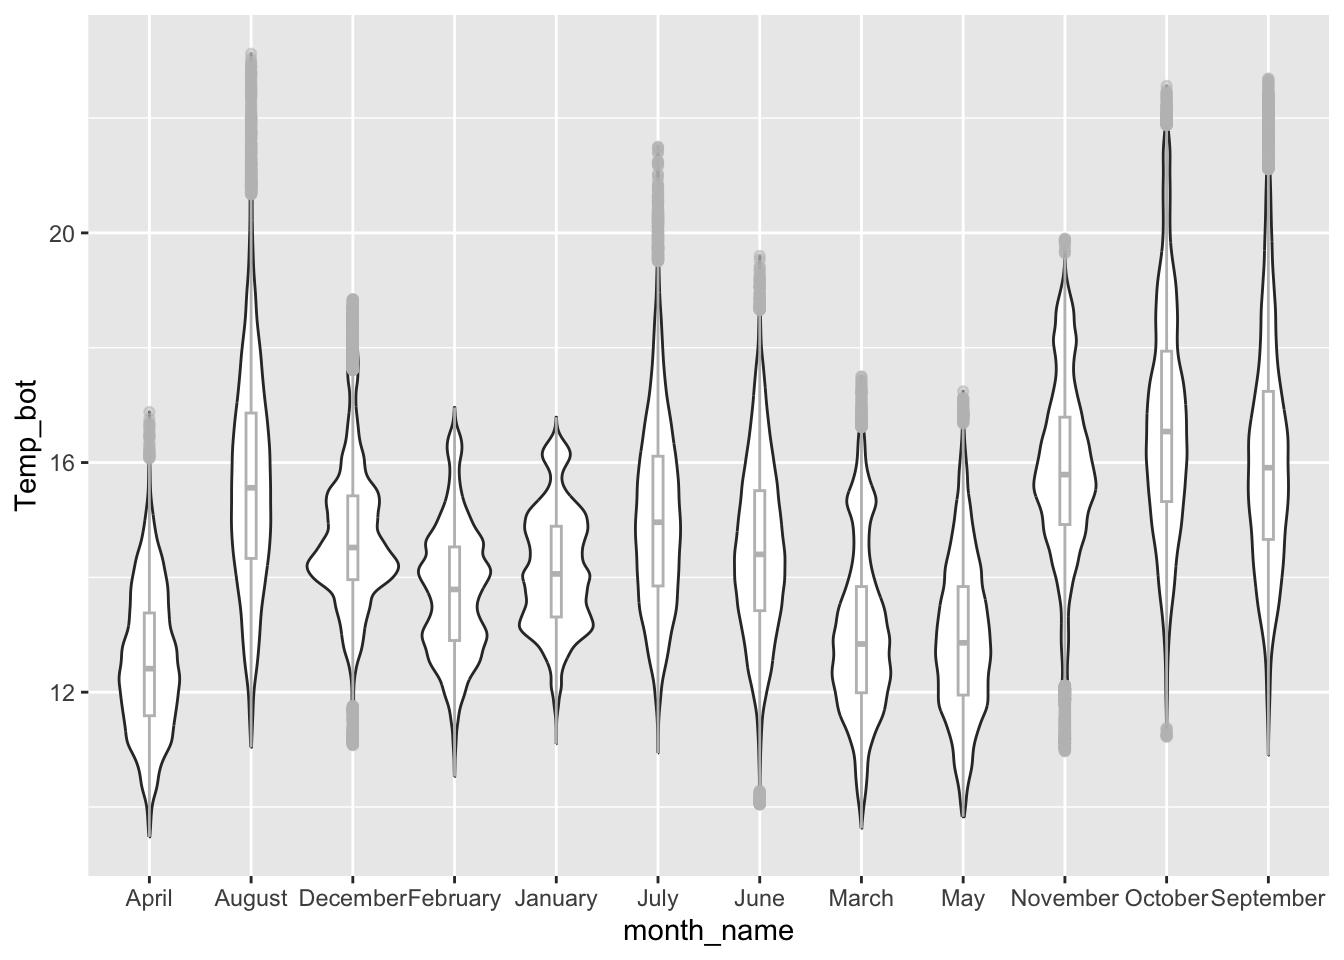 Temp_bot
20
16
12
April August December February January July June March May November October September
month_name